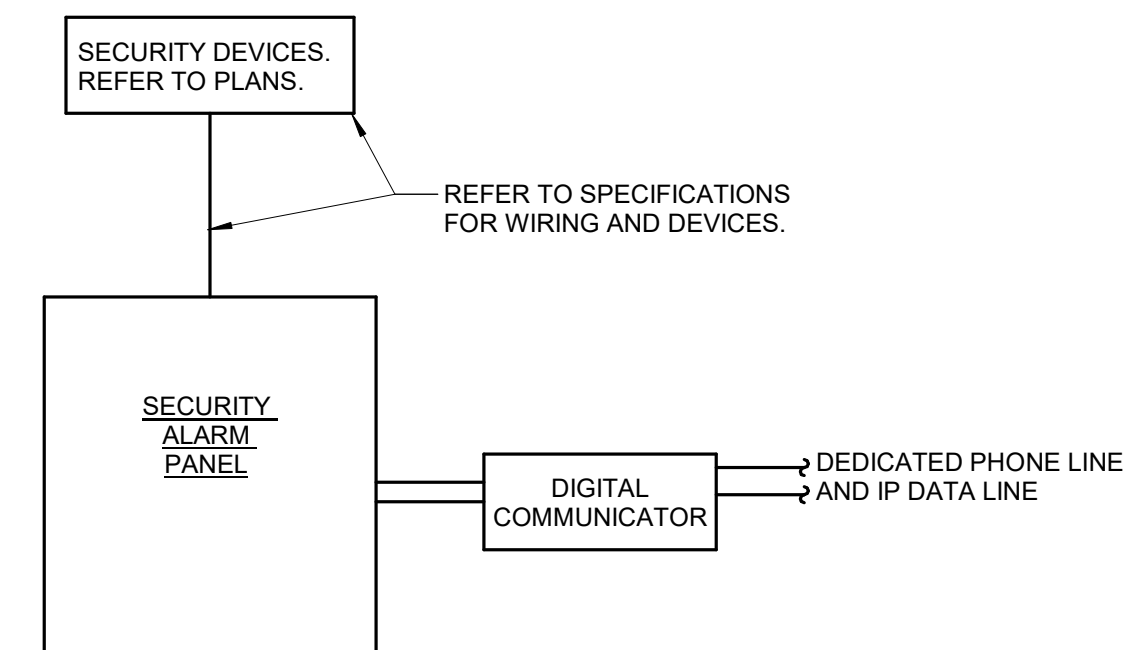 SECURITY DEVICES.
REFER TO PLANS.
REFER TO SPECIFICATIONS
FOR WIRING AND DEVICES.
SECURITY
ALARM
PANEL
DIGITAL
COMMUNICATOR
DEDICATED PHONE LINE
AND IP DATA LINE